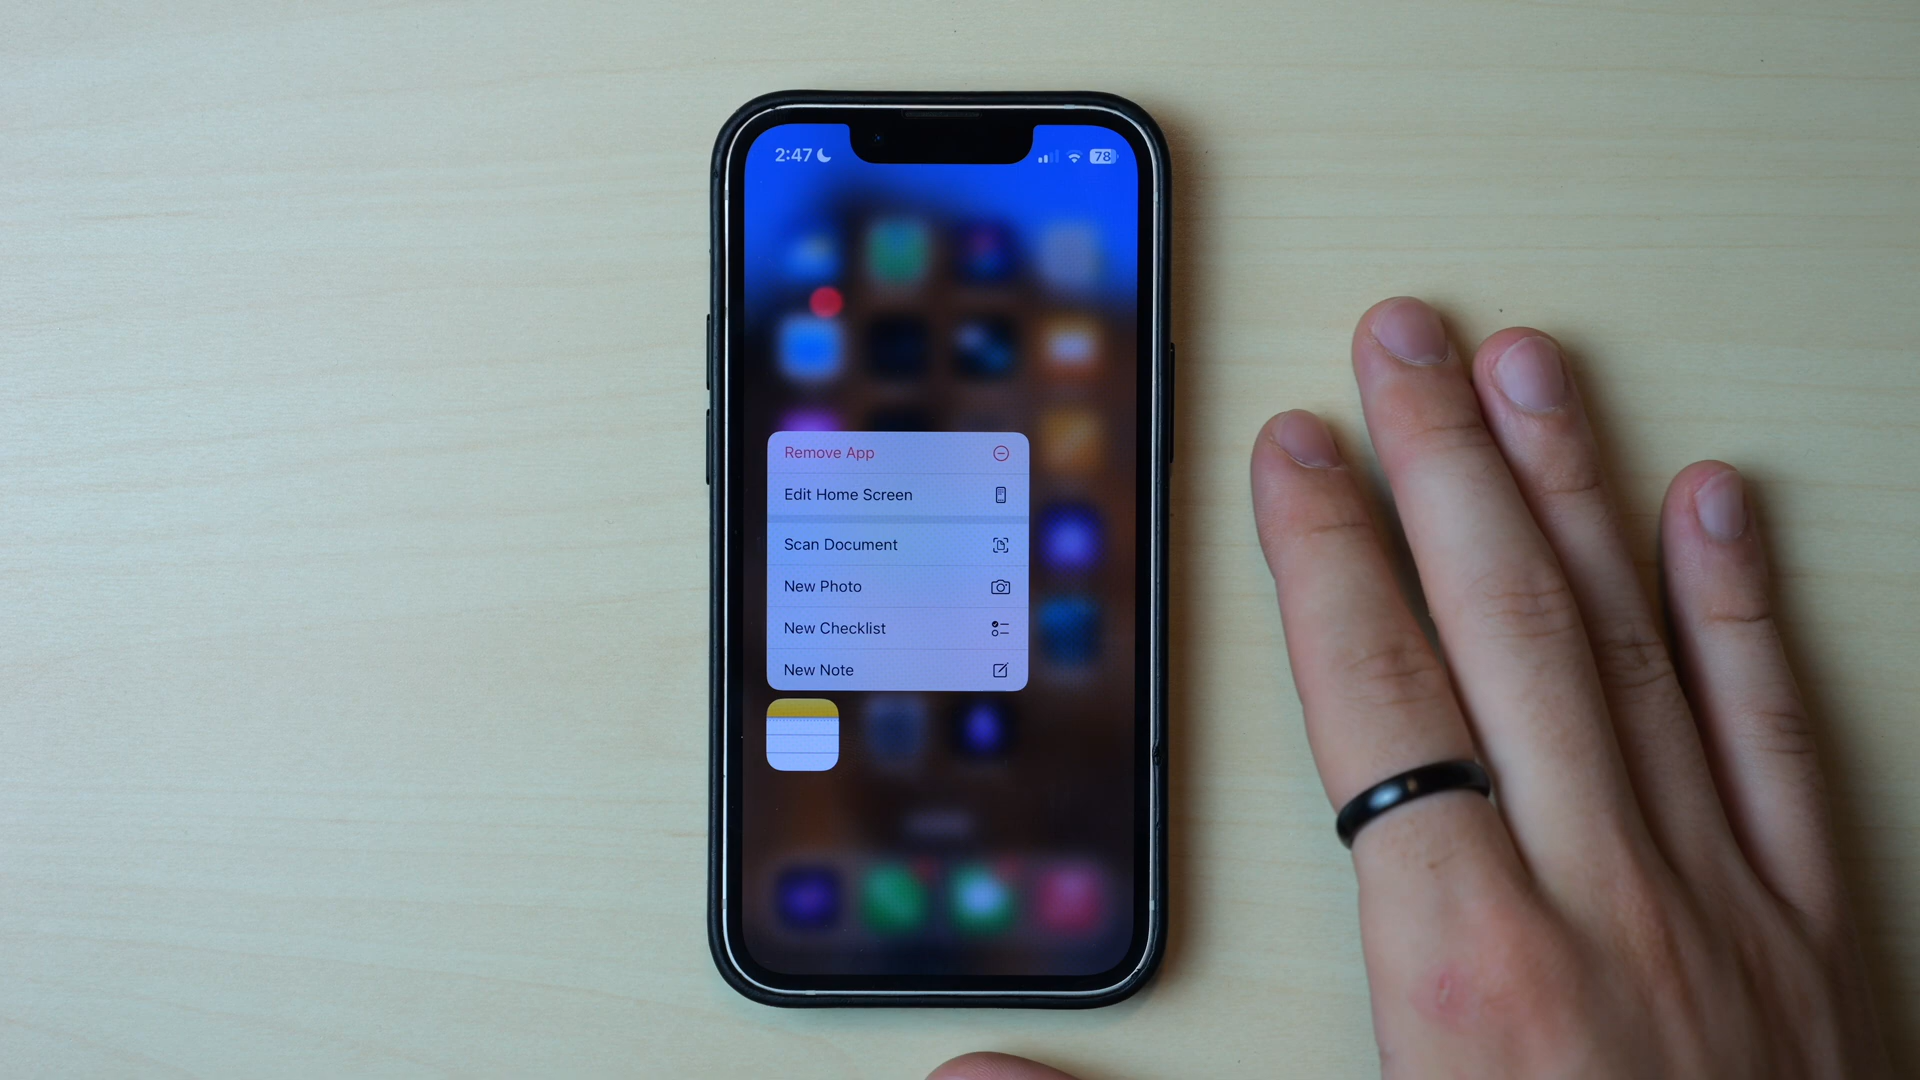 2:47
78
Remove App
Edit Home Screen
Scan Document
New Photo
New Checklist
New Note